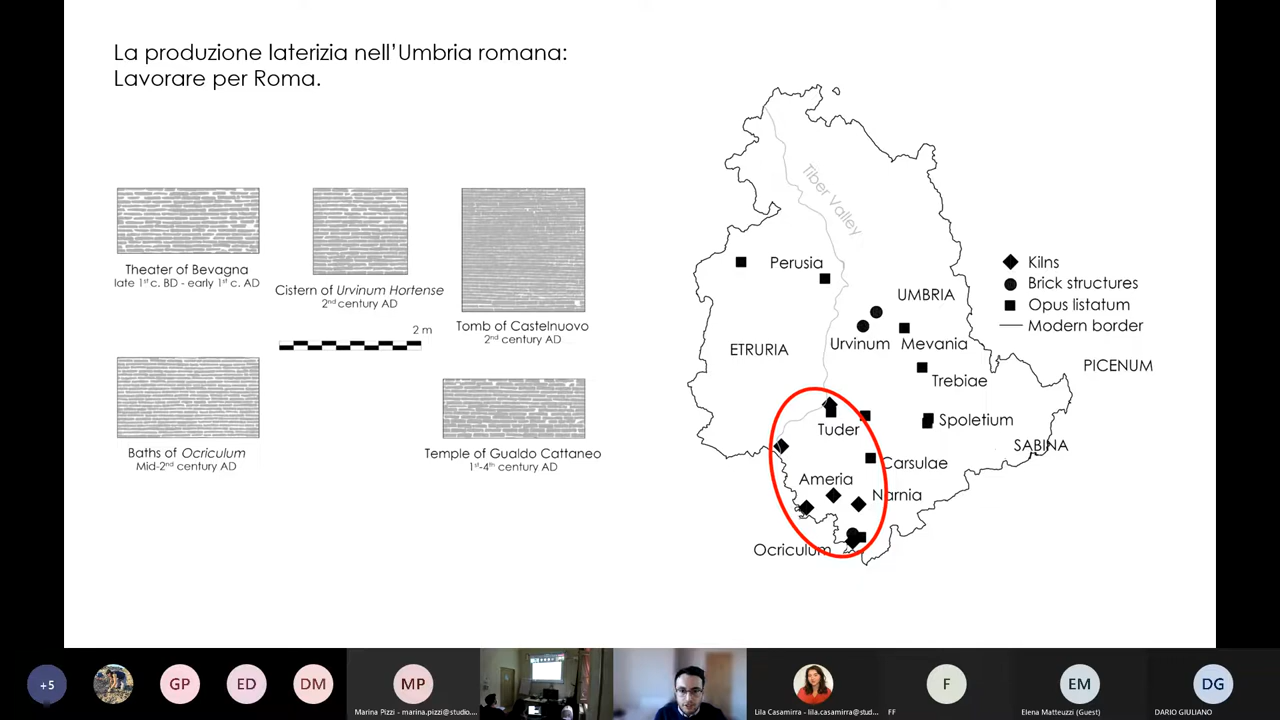 La produzione laterizia nell'Umbria romana:
Lavorare per Roma.
Theater of Bevagna
late 1st c. BD - early 1st c. AD
Cistern of Urvinum Hortense
2nd century AD
Tomb of Castelnuovo
2nd century AD
2 m
Baths of Ocriculum
Mid-2nd century AD
Temple of Gualdo Cattaneo
1st-4th century AD
Tiber Valley
Perusia
UMBRIA
ETRURIA
Urvinum
Mevania
Trebiae
PICENUM
Tuder
Spoletium
SABINA
Carsulae
Ameria
Narnia
Ocriculum
Kilns
Brick structures
Opus listatum
Modern border
+5
GP
ED
DM
MP
Marina Pizzi - marina.pizzi@studio....
Lila Casamirra - lila.casamirra@stud...
F
FF
EM
Elena Matteuzzi (Guest)
DG
DARIO GIULIANO